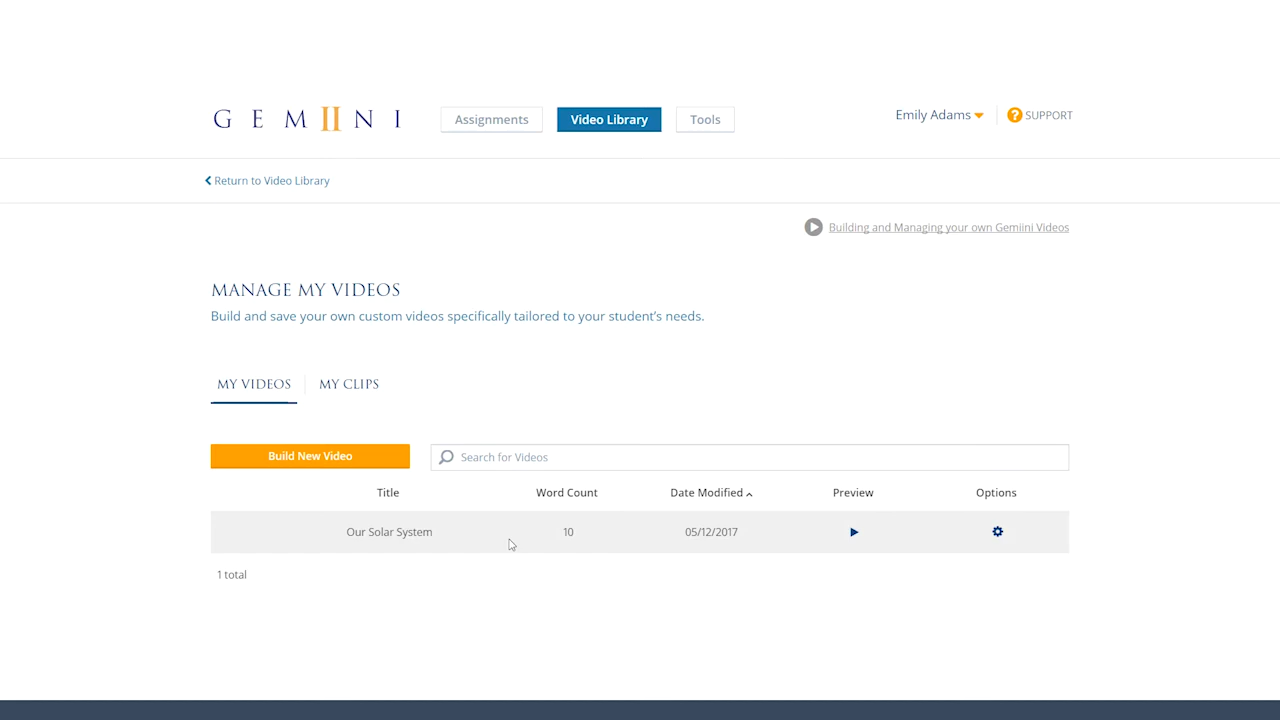 GEMIINI
Assignments
Video Library
Tools
Emily Adams
? SUPPORT
Return to Video Library
Building and Managing your own Gemiini Videos
MANAGE MY VIDEOS
Build and save your own custom videos specifically tailored to your student's needs.
MY VIDEOS
MY CLIPS
Build New Video
Search for Videos
Title Word Count Date Modified Preview Options
Our Solar System 10 05/12/2017
1 total